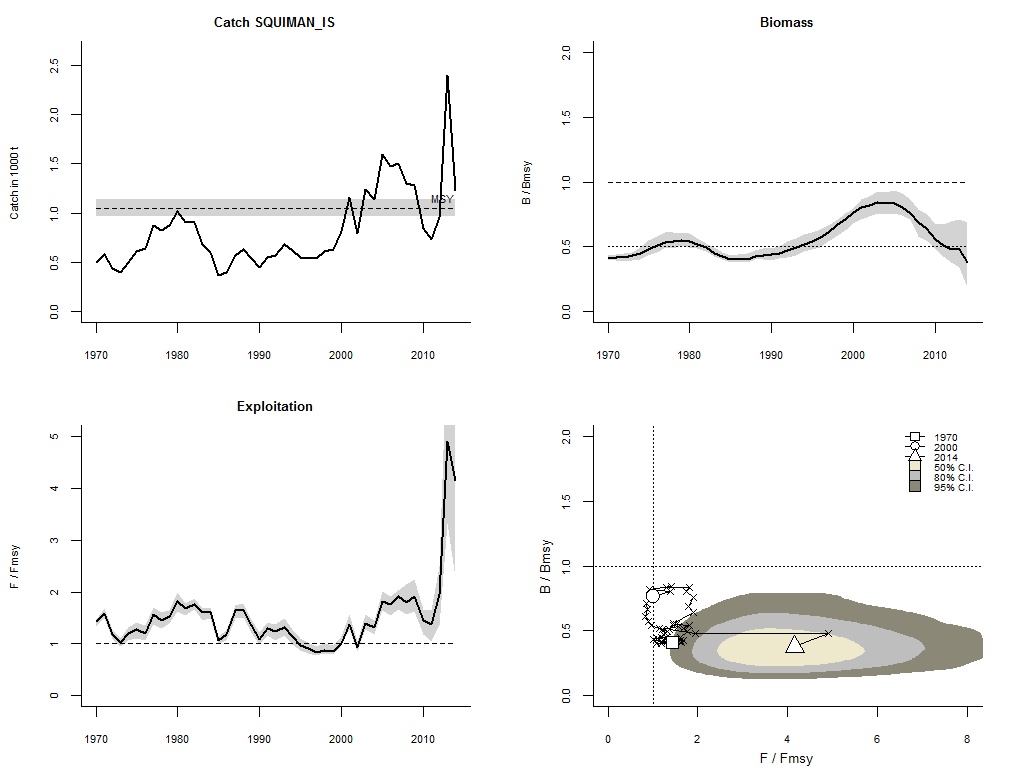 Catch SQUIMAN_IS
Catch in 1000 t
0.0 0.5 1.0 1.5 2.0 2.5
MSY
1970 1980 1990 2000 2010
Biomass
B / Bmsy
0.0 0.5 1.0 1.5 2.0
1970 1980 1990 2000 2010
Exploitation
F / Fmsy
0 1 2 3 4 5
1970 1980 1990 2000 2010
B / Bmsy
0.0 0.5 1.0 1.5 2.0
1970
2000
2014
50% C.I.
80% C.I.
95% C.I.
0 2 4 6 8
F / Fmsy